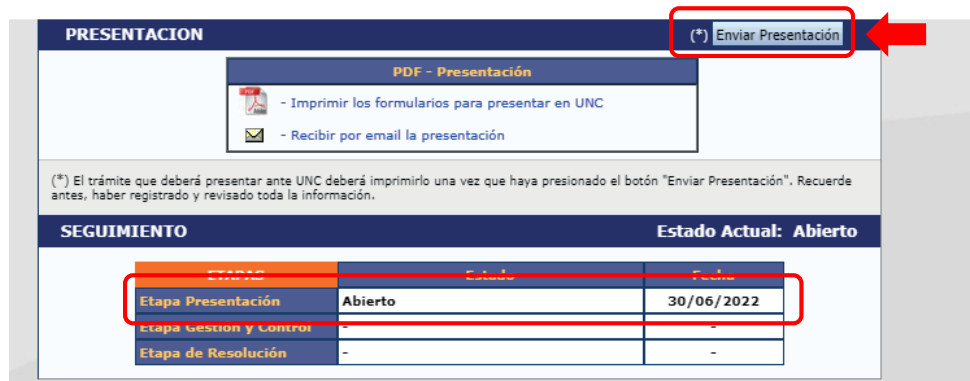 PRESENTACION (*) Enviar Presentación
PDF - Presentación
- Imprimir los formularios para presentar en UNC
- Recibir por email la presentación
(*) El trámite que deberá presentar ante UNC deberá imprimirlo una vez que haya presionado el botón "Enviar Presentación". Recuerde
antes, haber registrado y revisado toda la información.
SEGUIMIENTO Estado Actual: Abierto
ETAPAS Estado Fecha
Etapa Presentación Abierto 30/06/2022
Etapa Gestión y Control - -
Etapa de Resolución - -